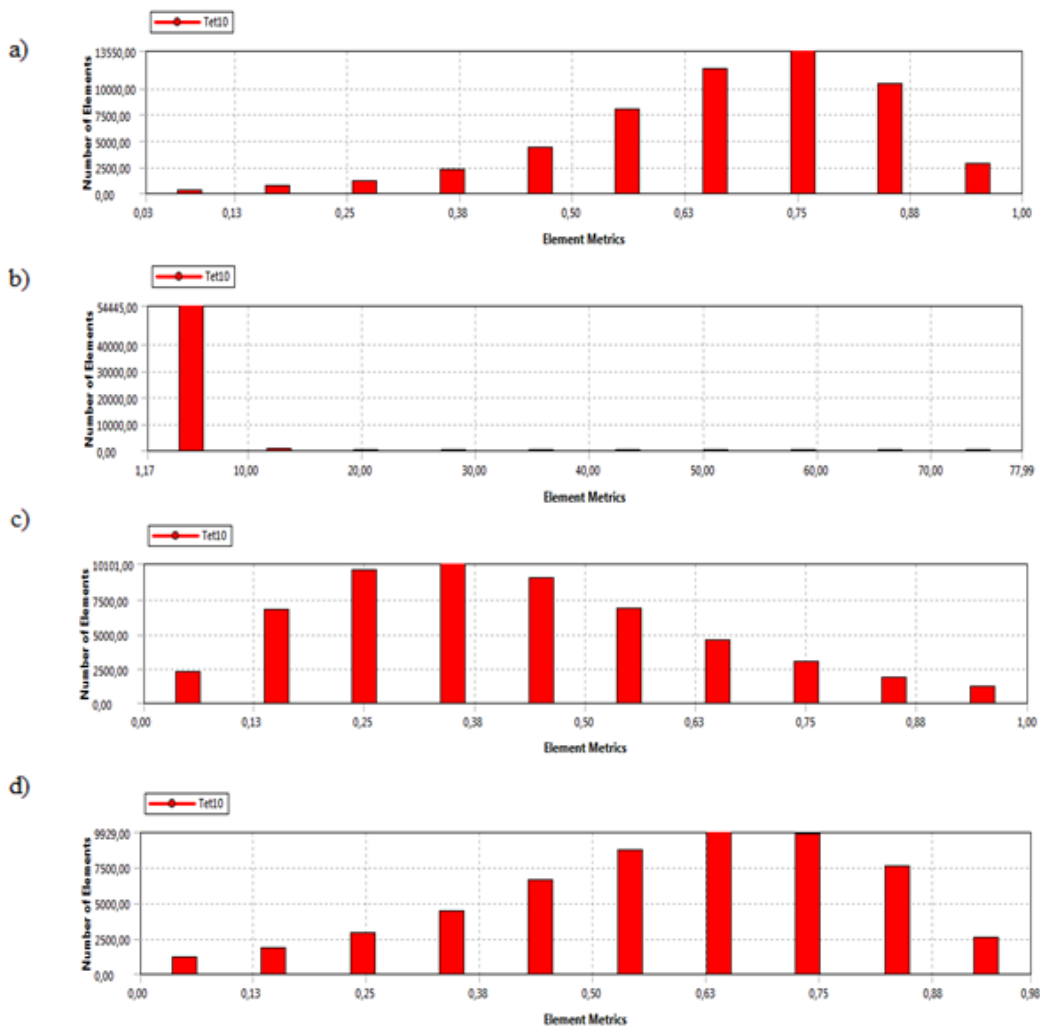 a)
Tet10
Number of Elements
13550,00
10000,00
7500,00
5000,00
2500,00
0,00
0,03 0,13 0,25 0,38 0,50 0,63 0,75 0,88 1,00
Element Metrics
b)
Tet10
Number of Elements
54445,00
40000,00
30000,00
20000,00
10000,00
0,00
1,17 10,00 20,00 30,00 40,00 50,00 60,00 70,00 77,99
Element Metrics
c)
Tet10
Number of Elements
10101,00
7500,00
5000,00
2500,00
0,00
0,00 0,13 0,25 0,38 0,50 0,63 0,75 0,88 1,00
Element Metrics
d)
Tet10
Number of Elements
9929,00
7500,00
5000,00
2500,00
0,00
0,00 0,13 0,25 0,38 0,50 0,63 0,75 0,88 0,98
Element Metrics